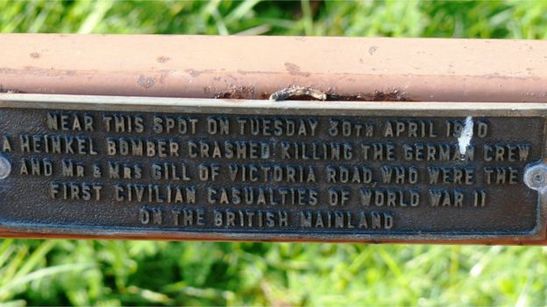 NEAR THIS SPOT ON TUESDAY 30TH APRIL 1940
A HEINKEL BOMBER CRASHED KILLING THE GERMAN CREW
AND MR & MRS GILL OF VICTORIA ROAD, WHO WERE THE
FIRST CIVILIAN CASUALTIES OF WORLD WAR II
ON THE BRITISH MAINLAND